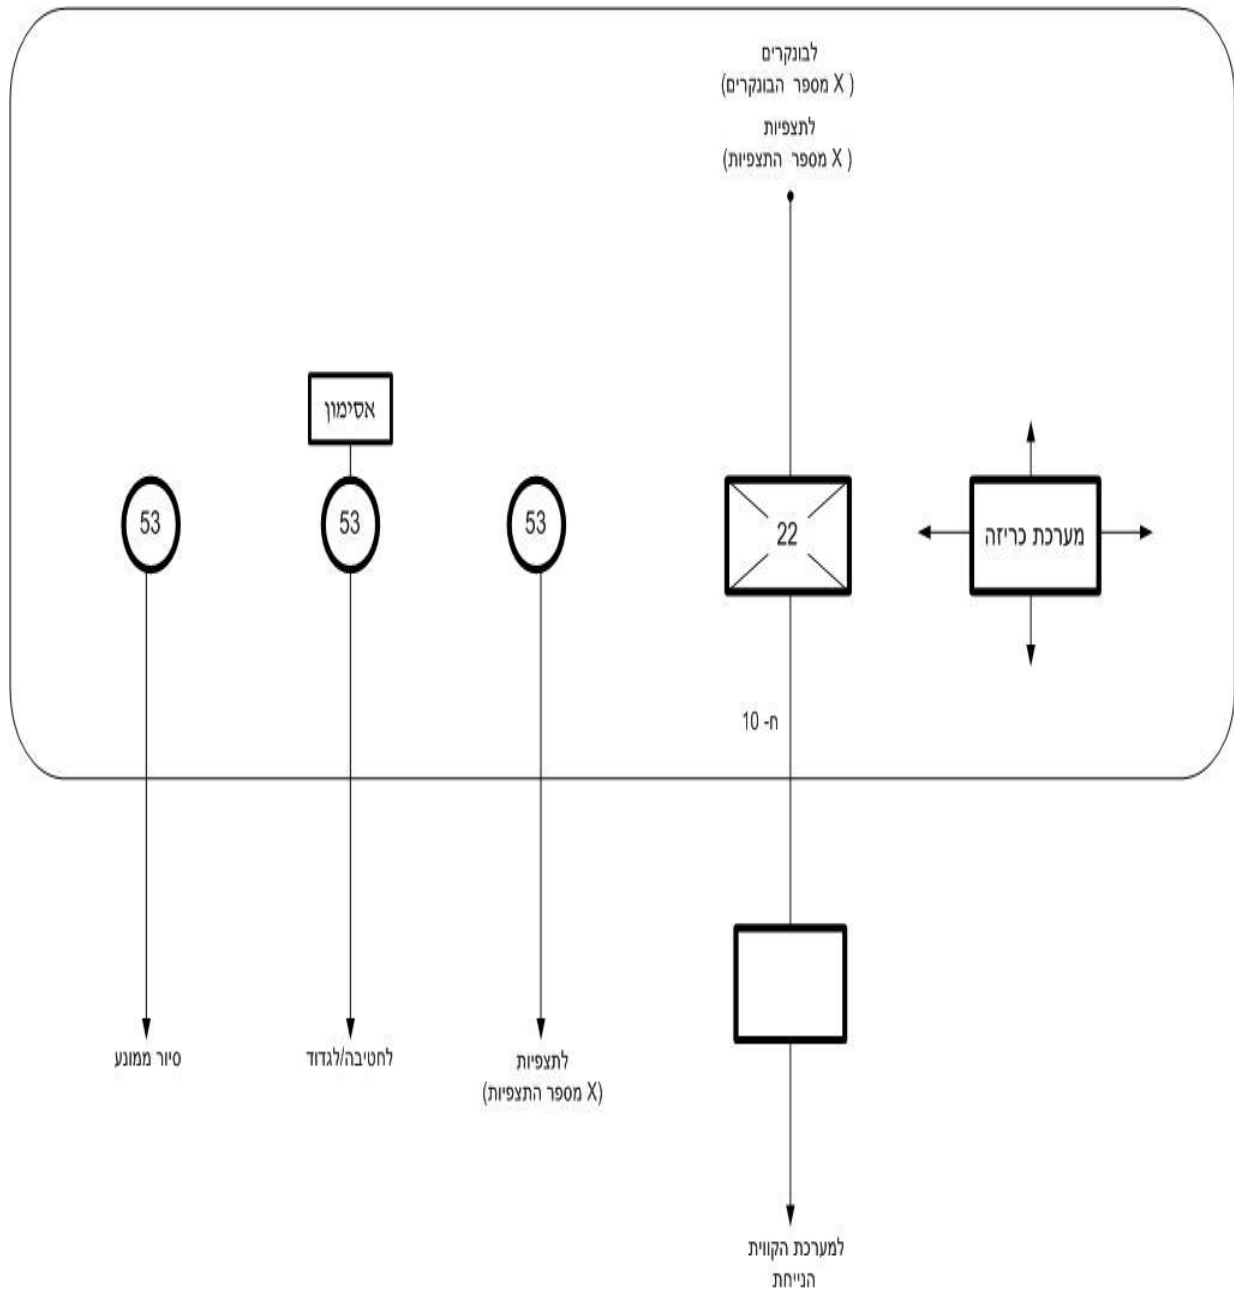 לבונקרים
( X מספר הבונקרים)
לתצפיות
( X מספר התצפיות)
אסימון
53
53
53
22
מערכת כריזה
ח- 10
סיור ממונע
לחטיבה/לגדוד
לתצפיות
(X מספר התצפיות)
למערכת הקווית
הנייחת